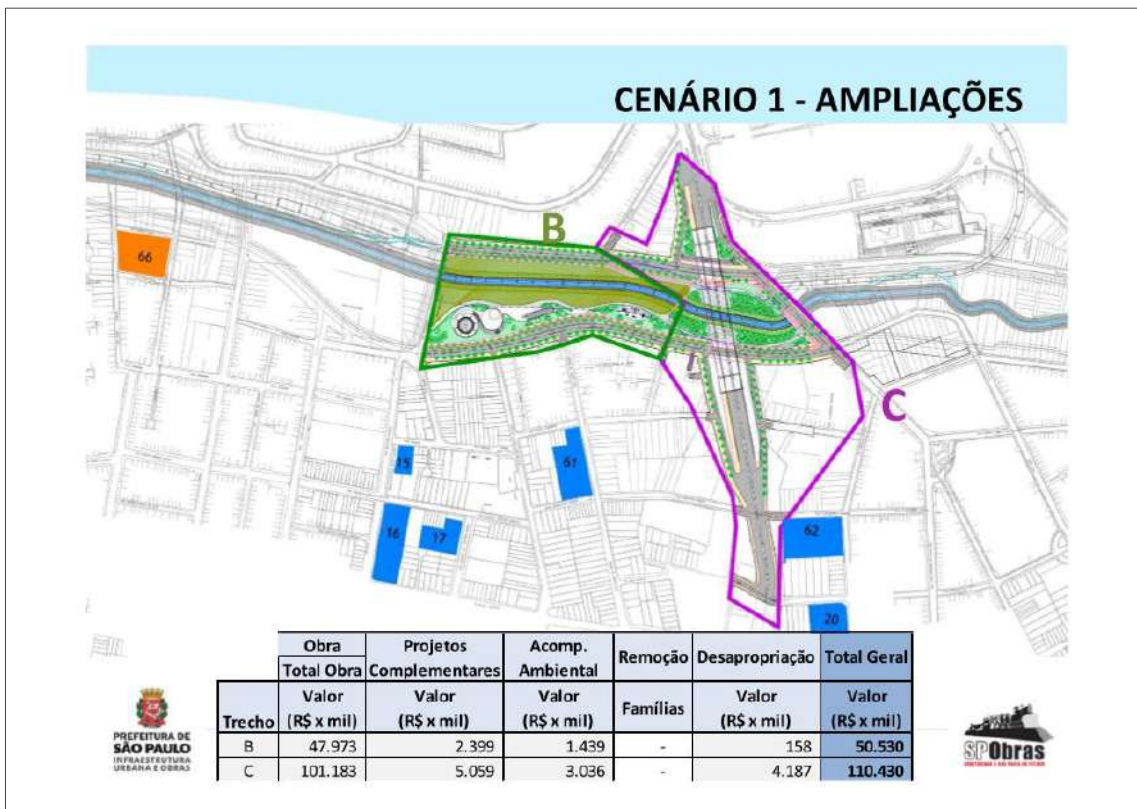 CENÁRIO 1 - AMPLIAÇÕES
B
66
C
15
61
16
17
62
20
Obra Projetos Acomp. Remoção Desapropriação Total Geral
Total Obra Complementares Ambiental
Trecho Valor Valor Valor Famílias Valor Valor
(R$ x mil) (R$ x mil) (R$ x mil) (R$ x mil) (R$ x mil)
B 47.973 2.399 1.439 - 158 50.530
C 101.183 5.059 3.036 - 4.187 110.430
PREFEITURA DE
SÃO PAULO
INFRAESTRUTURA
URBANA E OBRAS
SPObras